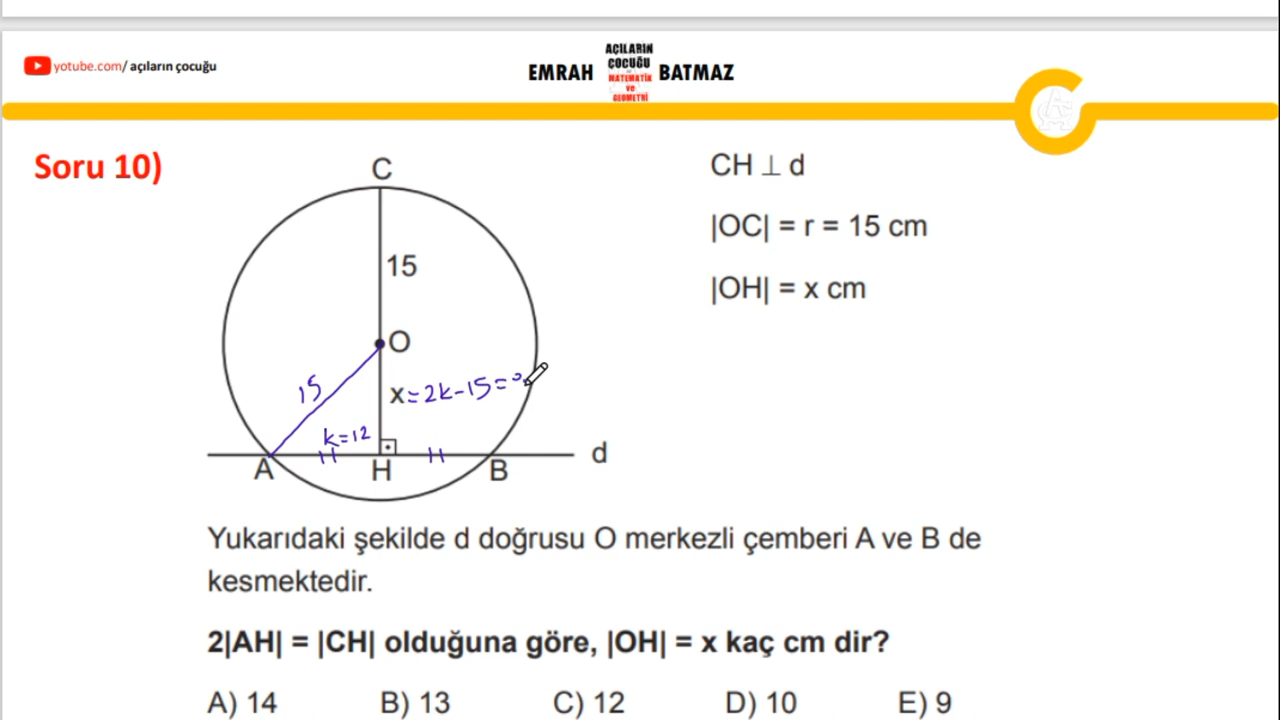 yotube.com/ açıların çocuğu
EMRAH AÇILARIN ÇOCUĞU MATEMATİK ve GEOMETRİ BATMAZ
Soru 10)
C
CH ⊥ d
|OC| = r = 15 cm
15
|OH| = x cm
O
15
x=2k-15=
k=12
A
H
B
d
Yukarıdaki şekilde d doğrusu O merkezli çemberi A ve B de
kesmektedir.
2|AH| = |CH| olduğuna göre, |OH| = x kaç cm dir?
A) 14 B) 13 C) 12 D) 10 E) 9